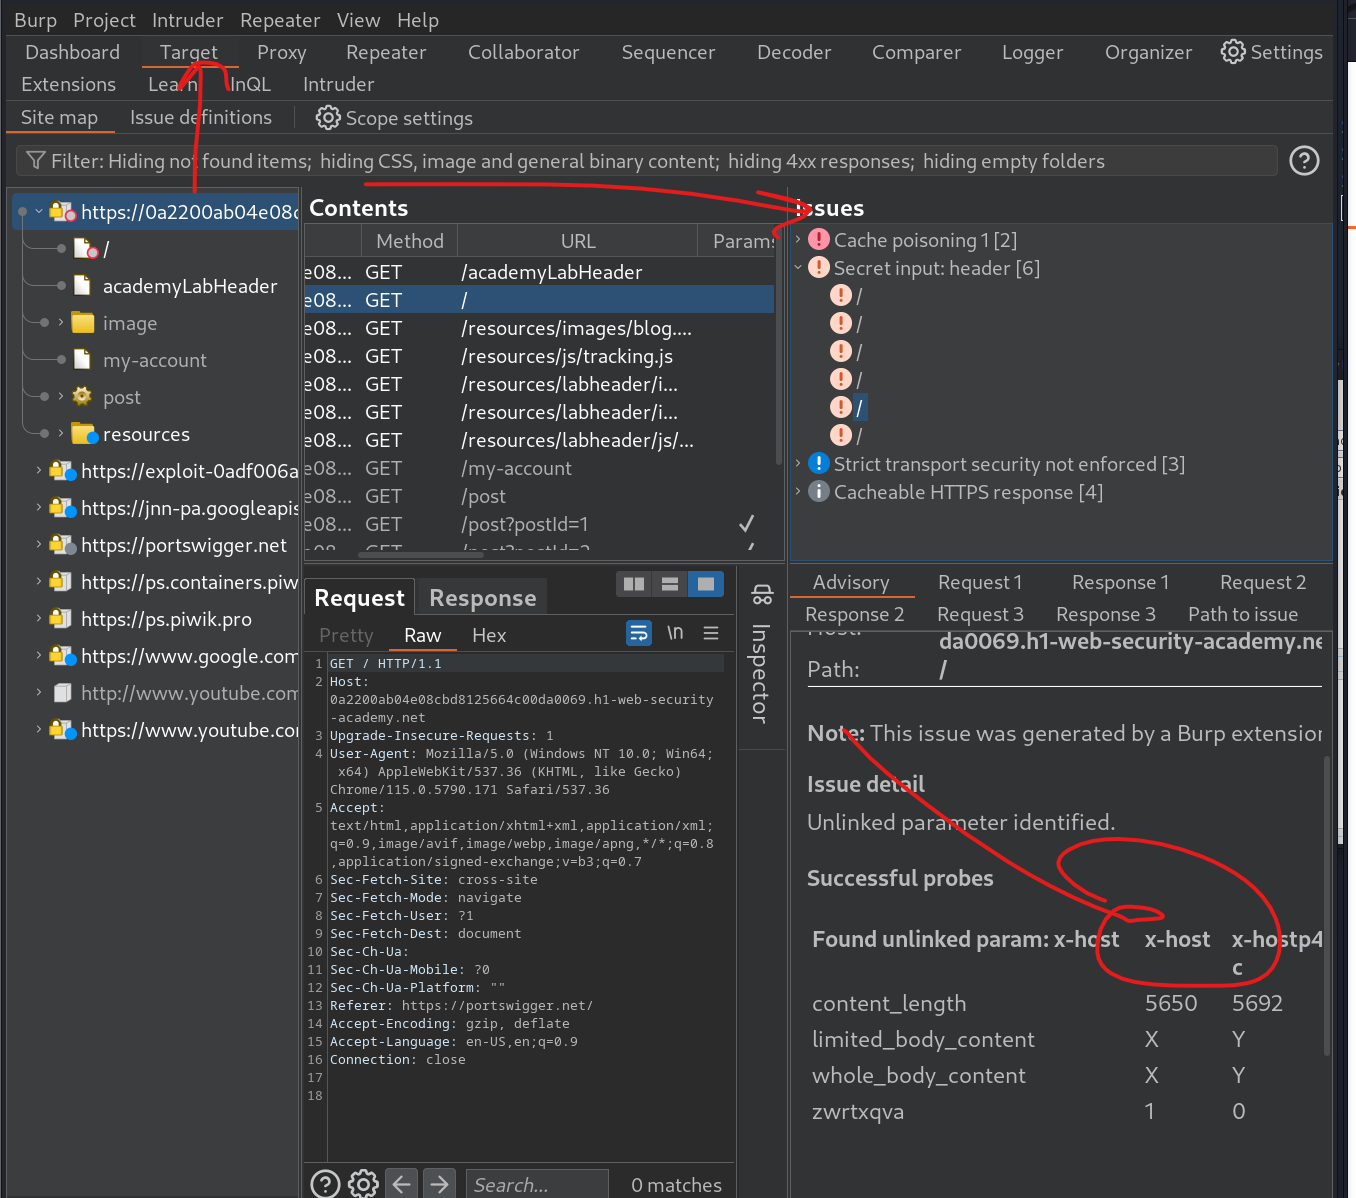 Burp Project Intruder Repeater View Help
Dashboard Target Proxy Repeater Collaborator Sequencer Decoder Comparer Logger Organizer Settings
Extensions Learn InQL Intruder
Site map Issue definitions Scope settings
Filter: Hiding not found items; hiding CSS, image and general binary content; hiding 4xx responses; hiding empty folders
https://0a2200ab04e08c
/
academyLabHeader
image
my-account
post
resources
https://exploit-0adf006a
https://jnn-pa.googleapis
https://portswigger.net
https://ps.containers.piw
https://ps.piwik.pro
https://www.google.com
http://www.youtube.com
https://www.youtube.co
Contents
Method URL Params
e08... GET /academyLabHeader
e08... GET /
e08... GET /resources/images/blog....
e08... GET /resources/js/tracking.js
e08... GET /resources/labheader/i...
e08... GET /resources/labheader/i...
e08... GET /resources/labheader/js/...
e08... GET /my-account
e08... GET /post
e08... GET /post?postId=1
Issues
Cache poisoning 1 [2]
Secret input: header [6]
/
/
/
/
/
/
Strict transport security not enforced [3]
Cacheable HTTPS response [4]
Request Response
Pretty Raw Hex \n
1 GET / HTTP/1.1
2 Host:
0a2200ab04e08cbd8125664c00da0069.h1-web-security
-academy.net
3 Upgrade-Insecure-Requests: 1
4 User-Agent: Mozilla/5.0 (Windows NT 10.0; Win64;
x64) AppleWebKit/537.36 (KHTML, like Gecko)
Chrome/115.0.5790.171 Safari/537.36
5 Accept:
text/html,application/xhtml+xml,application/xml;
q=0.9,image/avif,image/webp,image/apng,*/*;q=0.8
,application/signed-exchange;v=b3;q=0.7
6 Sec-Fetch-Site: cross-site
7 Sec-Fetch-Mode: navigate
8 Sec-Fetch-User: ?1
9 Sec-Fetch-Dest: document
10 Sec-Ch-Ua:
11 Sec-Ch-Ua-Mobile: ?0
12 Sec-Ch-Ua-Platform: ""
13 Referer: https://portswigger.net/
14 Accept-Encoding: gzip, deflate
15 Accept-Language: en-US,en;q=0.9
16 Connection: close
17
18
Search... 0 matches
Inspector
Advisory Request 1 Response 1 Request 2
Response 2 Request 3 Response 3 Path to issue
Host: da0069.h1-web-security-academy.ne
Path: /
Note: This issue was generated by a Burp extension
Issue detail
Unlinked parameter identified.
Successful probes
Found unlinked param: x-host x-host x-hostp4
c
content_length 5650 5692
limited_body_content X Y
whole_body_content X Y
zwrtxqva 1 0